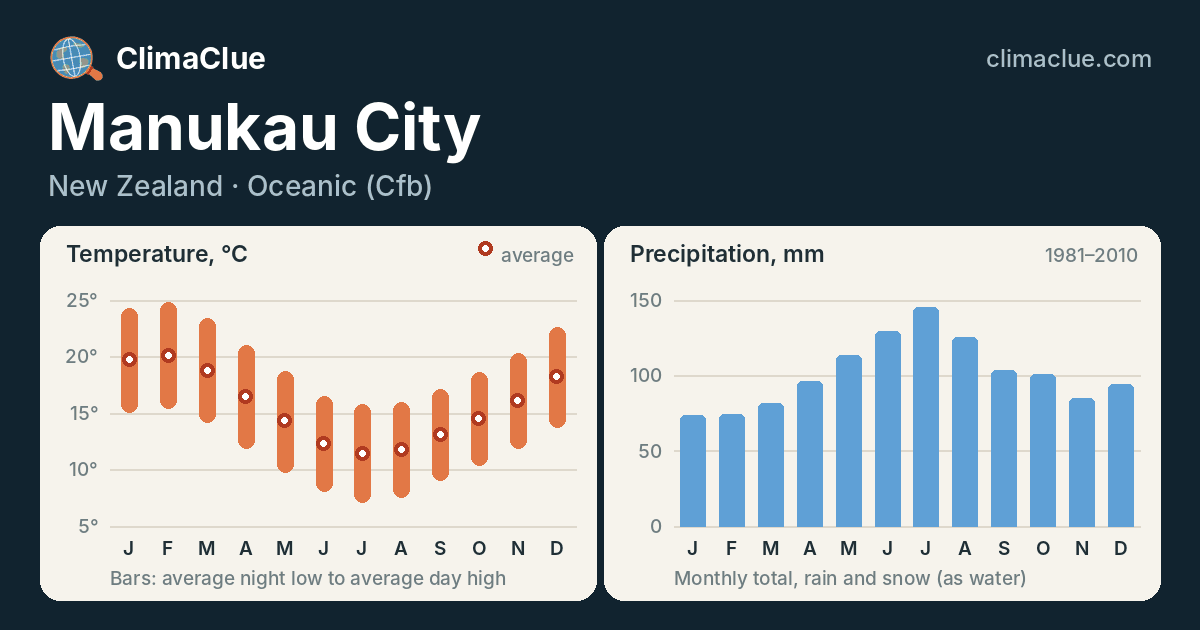 ClimaClue
climaclue.com
Manukau City
New Zealand · Oceanic (Cfb)
Temperature, °C
average
25°
20°
15°
10°
5°
J F M A M J J A S O N D
Bars: average night low to average day high
Precipitation, mm
1981–2010
150
100
50
0
J F M A M J J A S O N D
Monthly total, rain and snow (as water)